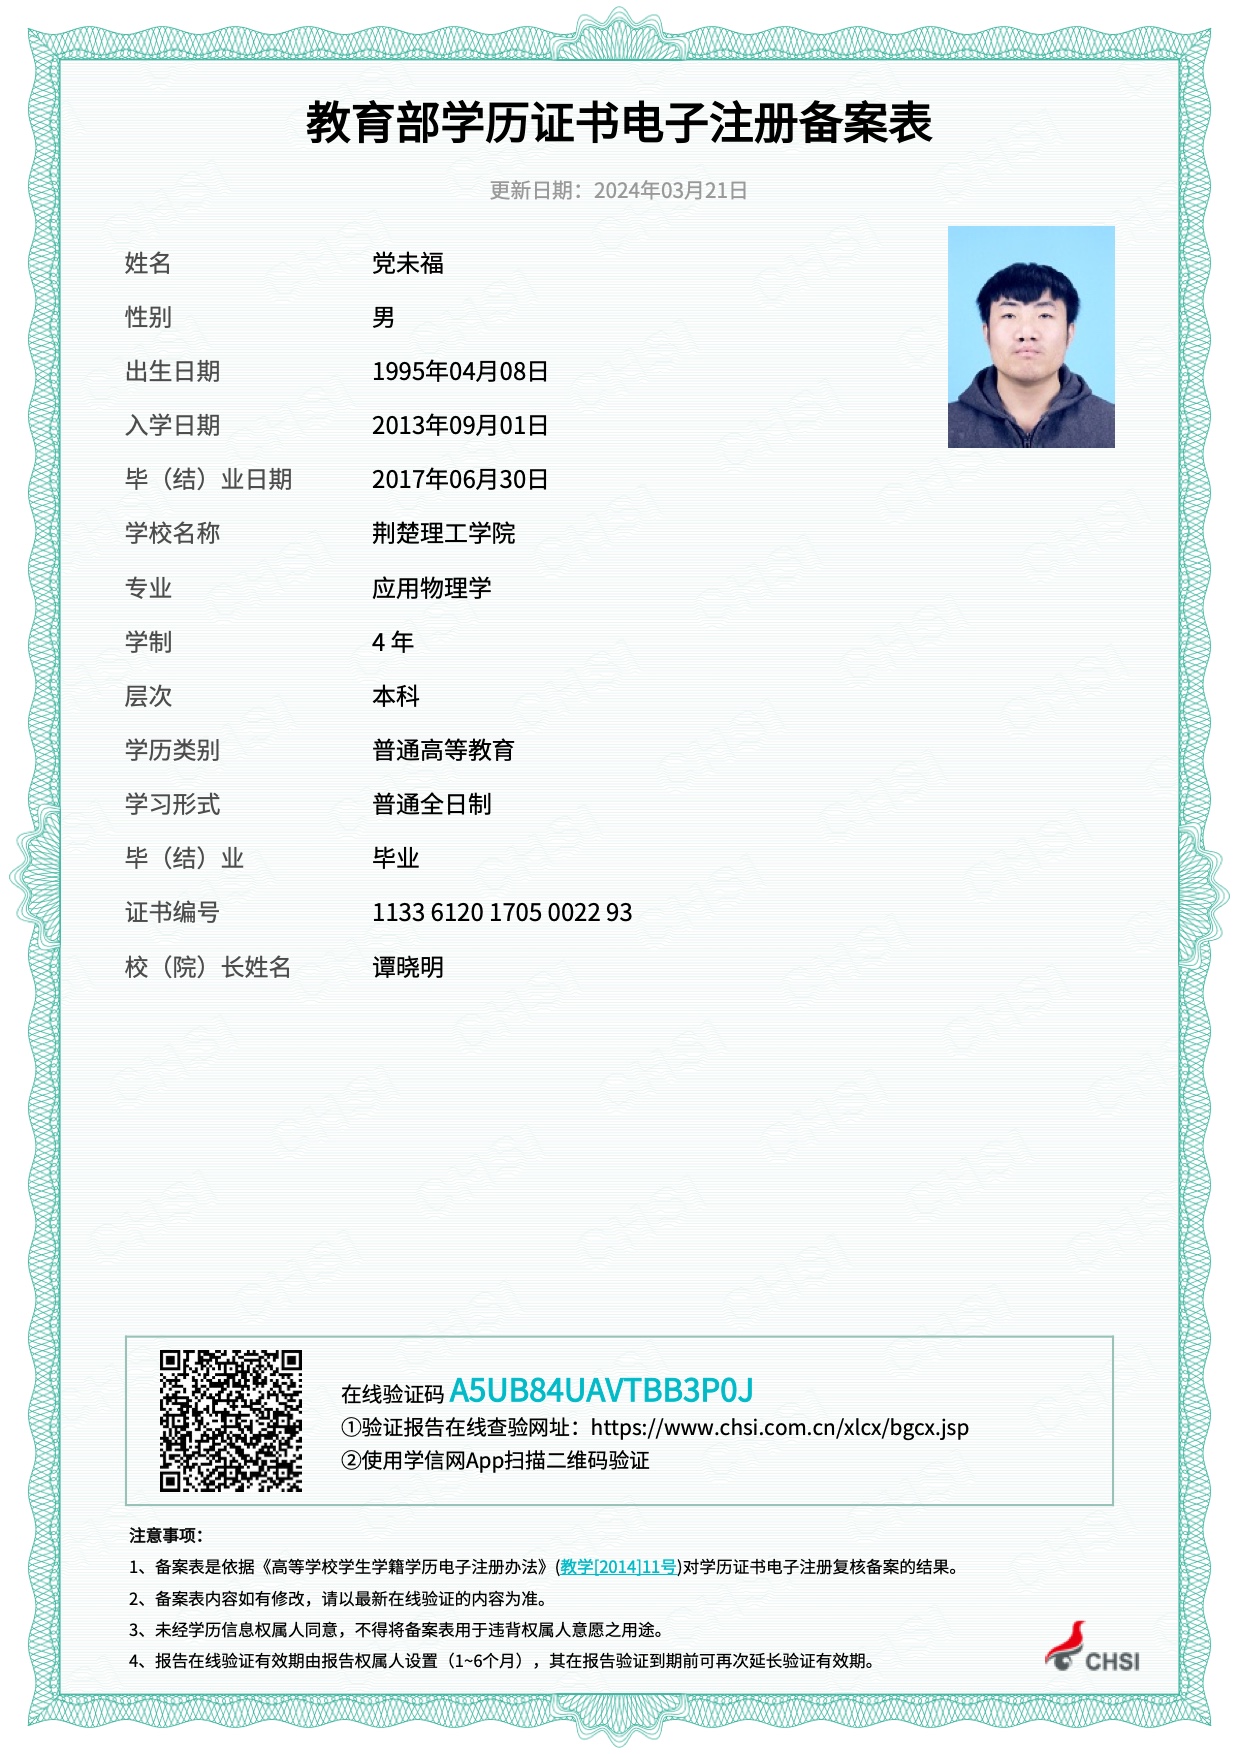 教育部学历证书电子注册备案表
更新日期：2024年03月21日
姓名 党未福
性别 男
出生日期 1995年04月08日
入学日期 2013年09月01日
毕（结）业日期 2017年06月30日
学校名称 荆楚理工学院
专业 应用物理学
学制 4 年
层次 本科
学历类别 普通高等教育
学习形式 普通全日制
毕（结）业 毕业
证书编号 1133 6120 1705 0022 93
校（院）长姓名 谭晓明
在线验证码 A5UB84UAVTBB3P0J
①验证报告在线查验网址：https://www.chsi.com.cn/xlcx/bgcx.jsp
②使用学信网App扫描二维码验证
注意事项：
1、备案表是依据《高等学校学生学籍学历电子注册办法》(教学[2014]11号)对学历证书电子注册复核备案的结果。
2、备案表内容如有修改，请以最新在线验证的内容为准。
3、未经学历信息权属人同意，不得将备案表用于违背权属人意愿之用途。
4、报告在线验证有效期由报告权属人设置（1~6个月），其在报告验证到期前可再次延长验证有效期。
CHSI